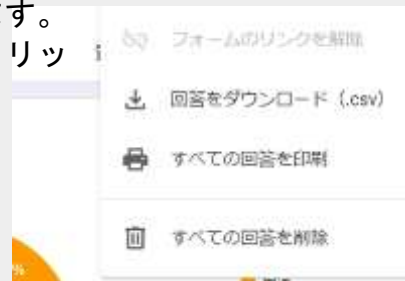 す。
リッ
フォームのリンクを解除
回答をダウンロード (.csv)
すべての回答を印刷
すべての回答を削除
%